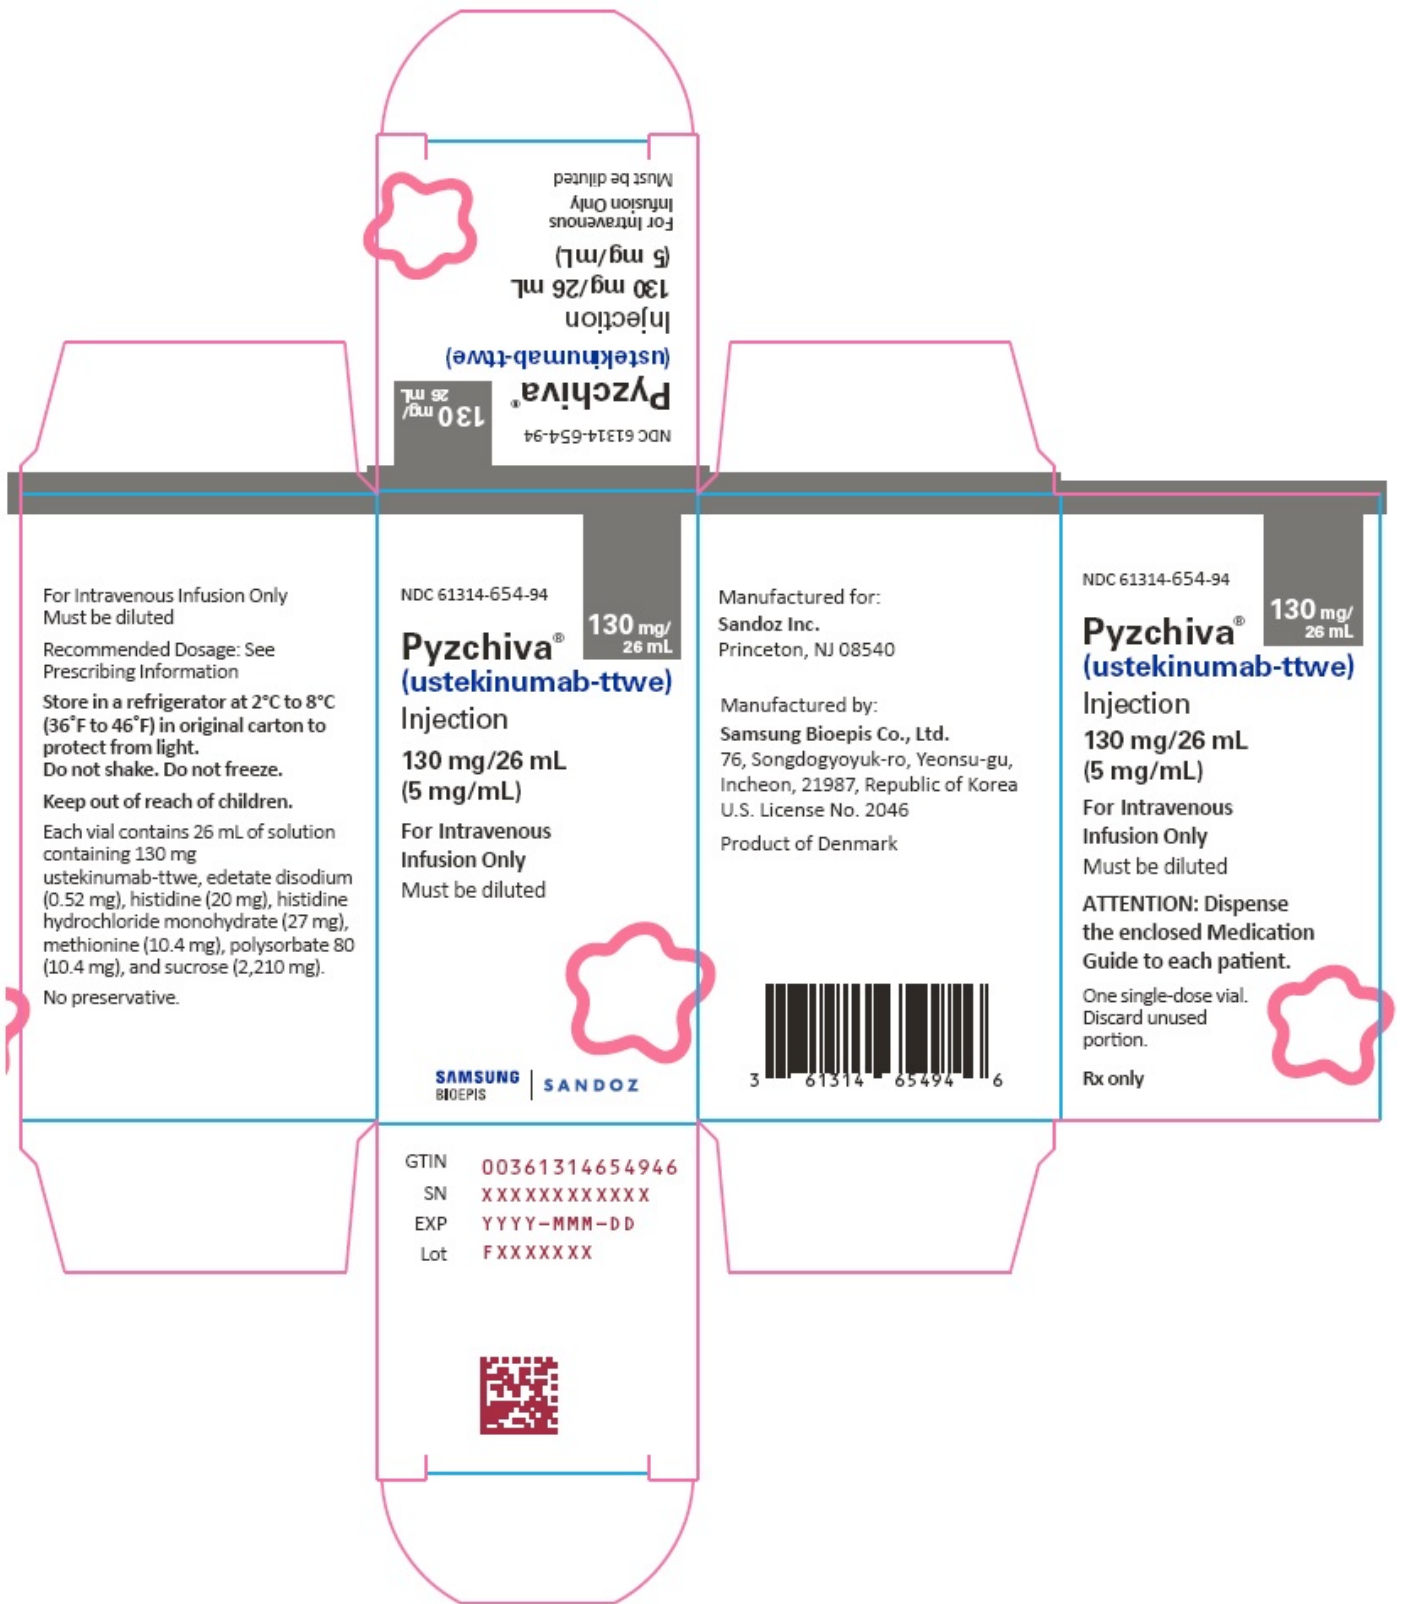 Must be diluted
Infusion Only
For Intravenous
(5 mg/mL)
130 mg/26 mL
Injection
(ustekinumab-ttwe)
Pyzchiva®
130 mg/
26 mL
NDC 61314-654-94
For Intravenous Infusion Only
Must be diluted
Recommended Dosage: See
Prescribing Information
Store in a refrigerator at 2°C to 8°C
(36°F to 46°F) in original carton to
protect from light.
Do not shake. Do not freeze.
Keep out of reach of children.
Each vial contains 26 mL of solution
containing 130 mg
ustekinumab-ttwe, edetate disodium
(0.52 mg), histidine (20 mg), histidine
hydrochloride monohydrate (27 mg),
methionine (10.4 mg), polysorbate 80
(10.4 mg), and sucrose (2,210 mg).
No preservative.
NDC 61314-654-94
130 mg/
26 mL
Pyzchiva®
(ustekinumab-ttwe)
Injection
130 mg/26 mL
(5 mg/mL)
For Intravenous
Infusion Only
Must be diluted
SAMSUNG
BIOEPIS
SANDOZ
Manufactured for:
Sandoz Inc.
Princeton, NJ 08540
Manufactured by:
Samsung Bioepis Co., Ltd.
76, Songdogyoyuk-ro, Yeonsu-gu,
Incheon, 21987, Republic of Korea
U.S. License No. 2046
Product of Denmark
3 61314 65494 6
NDC 61314-654-94
130 mg/
26 mL
Pyzchiva®
(ustekinumab-ttwe)
Injection
130 mg/26 mL
(5 mg/mL)
For Intravenous
Infusion Only
Must be diluted
ATTENTION: Dispense
the enclosed Medication
Guide to each patient.
One single-dose vial.
Discard unused
portion.
Rx only
GTIN 00361314654946
SN XXXXXXXXXXXX
EXP YYYY-MMM-DD
Lot FXXXXXXX